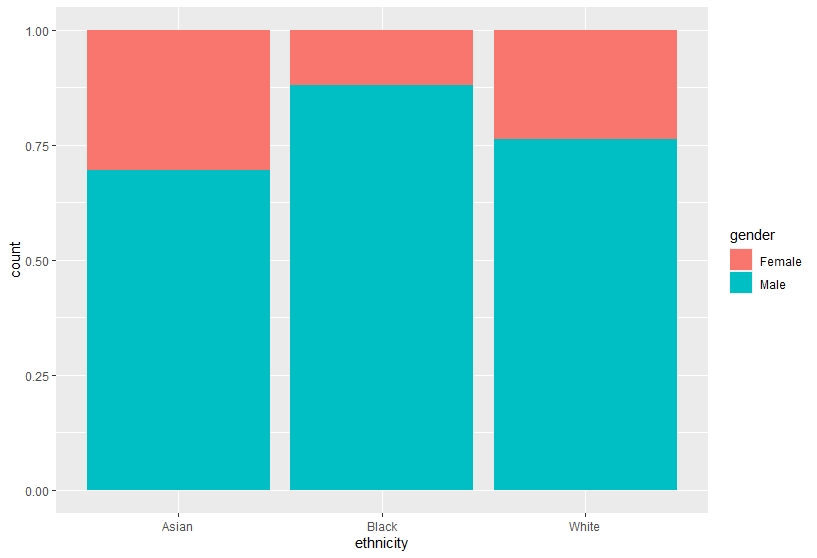 1.00
0.75
0.50
0.25
0.00
count
Asian
Black
White
ethnicity
gender
Female
Male